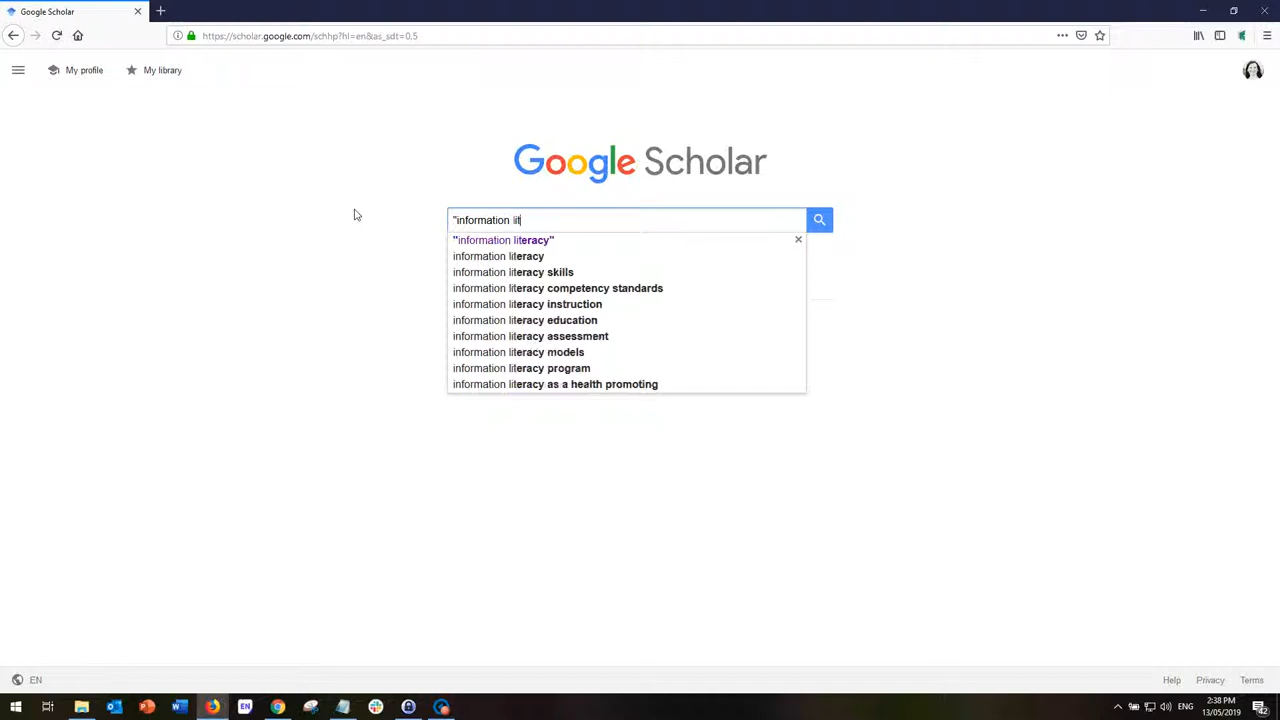 Google Scholar
https://scholar.google.com/schhp?hl=en&as_sdt=0,5
My profile
My library
Google Scholar
"information lit
"information literacy"
information literacy
information literacy skills
information literacy competency standards
information literacy instruction
information literacy education
information literacy assessment
information literacy models
information literacy program
information literacy as a health promoting
EN
Help Privacy Terms
EN
ENG
2:38 PM
13/05/2019
42